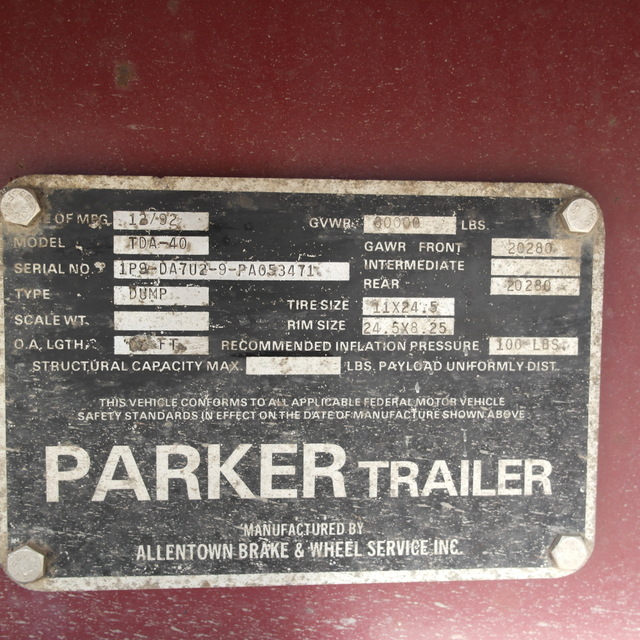 E OF MFG. 12/92 GVWR 80000 LBS.
MODEL TDA-40 GAWR FRONT 20280
SERIAL NO. 1P9-DA7U2-9-PA053471 INTERMEDIATE
TYPE DUMP REAR 20280
TIRE SIZE 11X24.5
SCALE WT. RIM SIZE 24.5X8.25
O.A. LGTH. FT RECOMMENDED INFLATION PRESSURE 100 LBS.
STRUCTURAL CAPACITY MAX. LBS. PAYLOAD UNIFORMLY DIST.
THIS VEHICLE CONFORMS TO ALL APPLICABLE FEDERAL MOTOR VEHICLE
SAFETY STANDARDS IN EFFECT ON THE DATE OF MANUFACTURE SHOWN ABOVE
PARKER TRAILER
MANUFACTURED BY
ALLENTOWN BRAKE & WHEEL SERVICE INC.